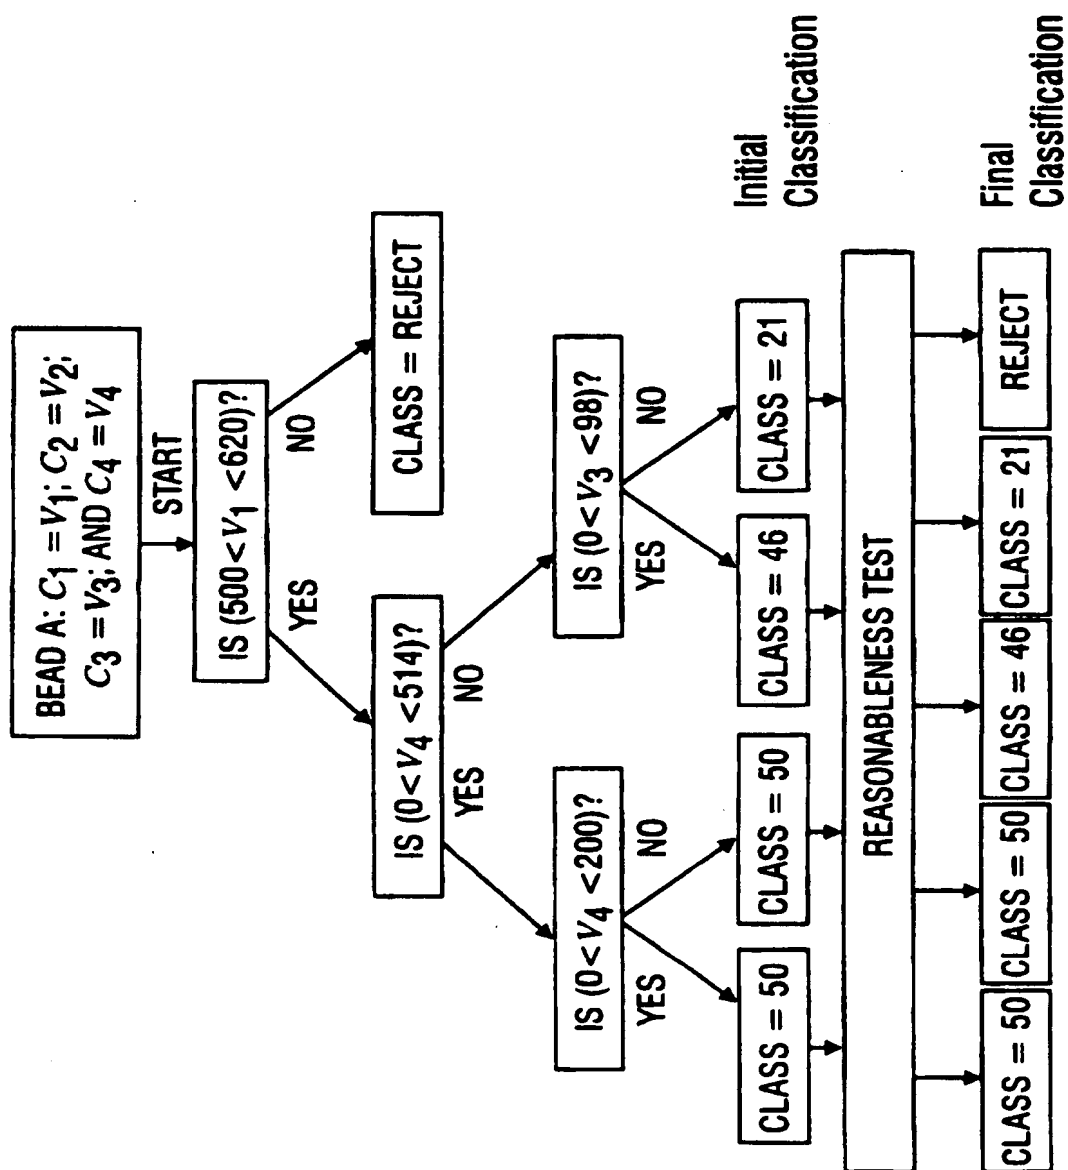 BEAD A: C1 = V1; C2 = V2;
C3 = V3; AND C4 = V4
START
IS (500 < V1 < 620)?
YES
NO
IS (0 < V4 < 514)?
CLASS = REJECT
YES
NO
IS (0 < V4 < 200)?
IS (0 < V3 < 98)?
YES
NO
YES
NO
CLASS = 50
CLASS = 50
CLASS = 46
CLASS = 21
Initial
Classification
REASONABLENESS TEST
CLASS = 50
CLASS = 50
CLASS = 46
CLASS = 21
REJECT
Final
Classification